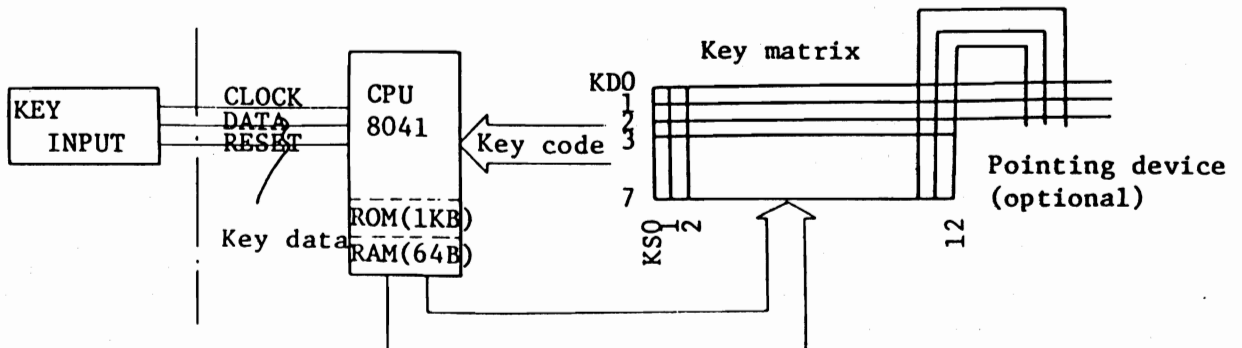 KEY
INPUT
CLOCK
DATA
RESET
Key data
CPU
8041
ROM(1KB)
RAM(64B)
Key code
Key matrix
KD0
1
2
3
7
KS0
1
2
12
Pointing device
(optional)